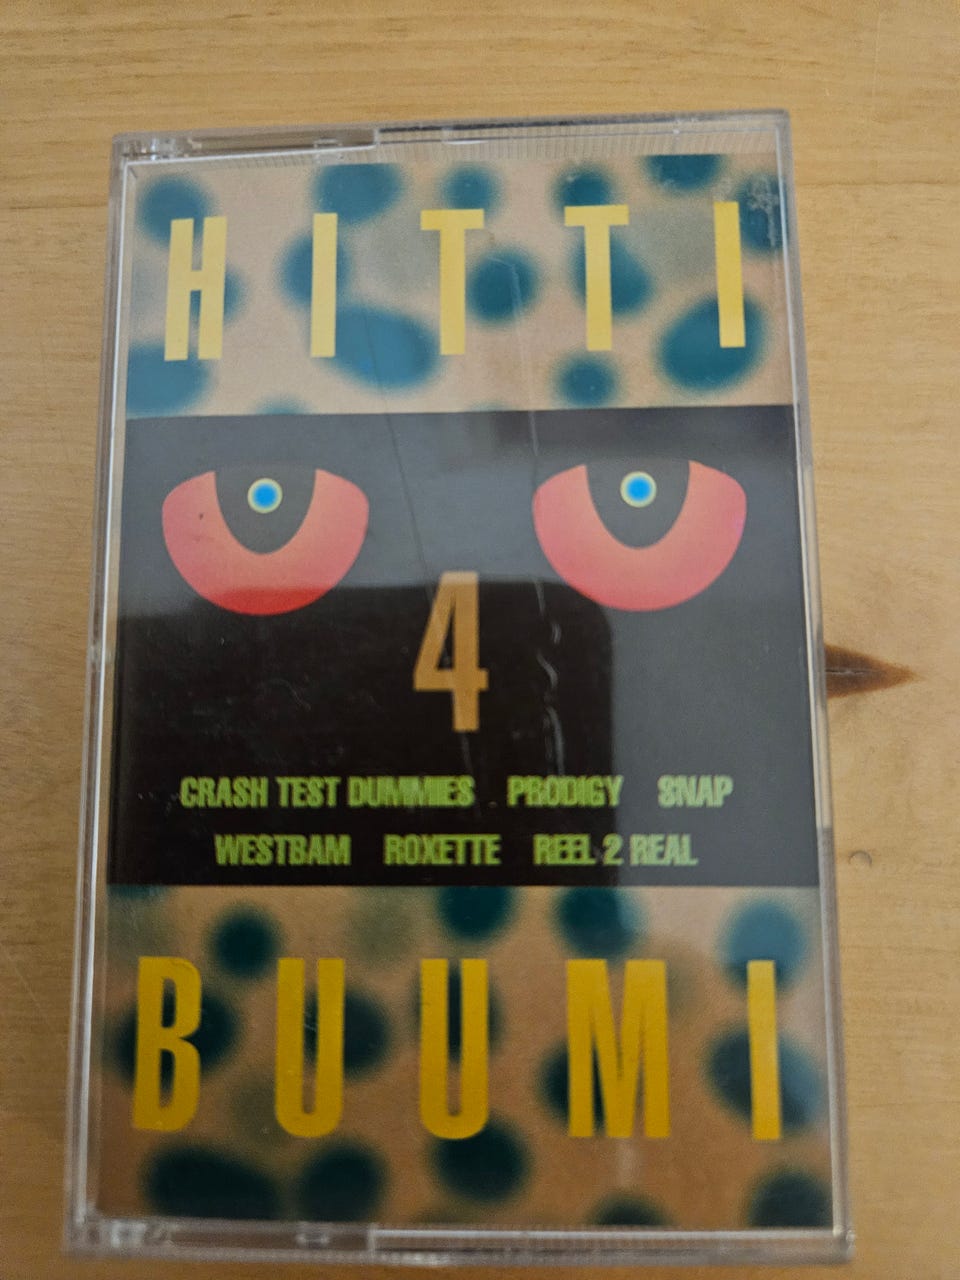 HITTI
4
CRASH TEST DUMMIES PRODIGY SNAP
WESTBAM ROXETTE REEL 2 REAL
BUUMI